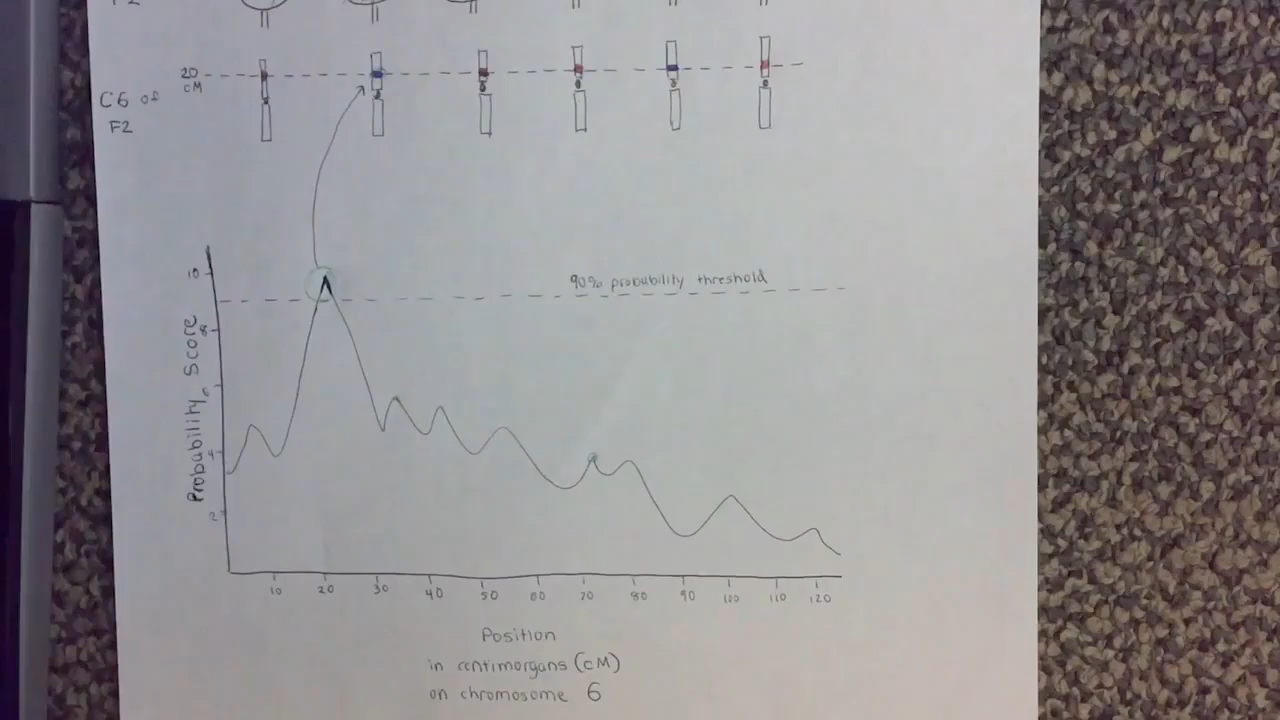 F2
20
cM
C6 of
F2
10
90% probability threshold
8
Probability Score
4
2
10 20 30 40 50 60 70 80 90 100 110 120
Position
in centimorgans (cM)
on chromosome 6